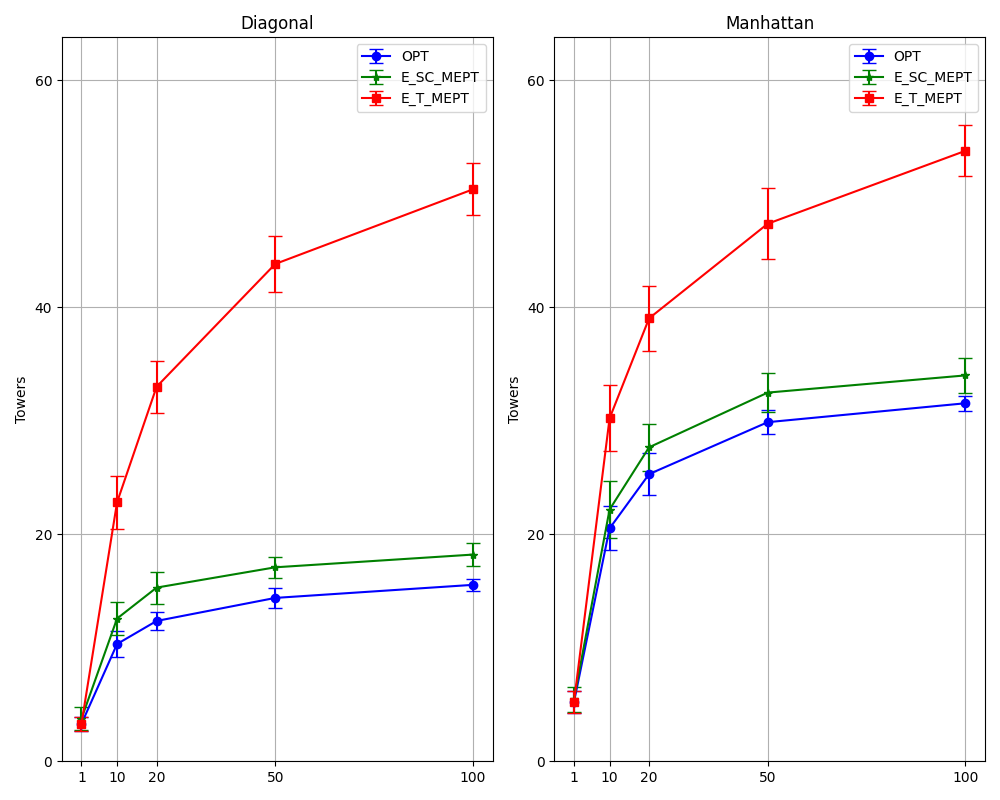 Diagonal
OPT
E_SC_MEPT
E_T_MEPT
Towers
60
40
20
0
1 10 20 50 100
Manhattan
OPT
E_SC_MEPT
E_T_MEPT
Towers
60
40
20
0
1 10 20 50 100